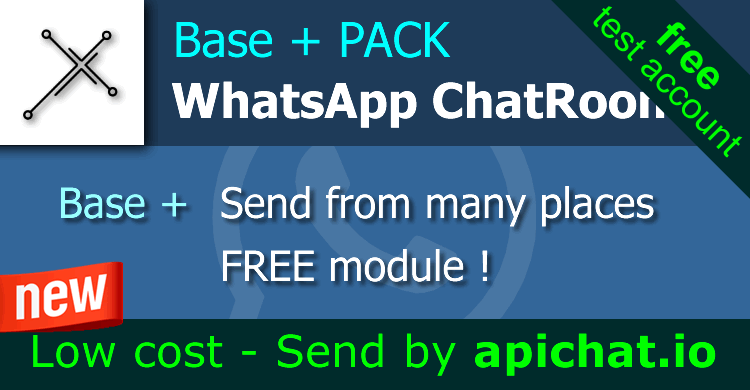 Base + PACK
WhatsApp ChatRoom
free
test account
Base + Send from many places
FREE module !
new
Low cost - Send by apichat.io